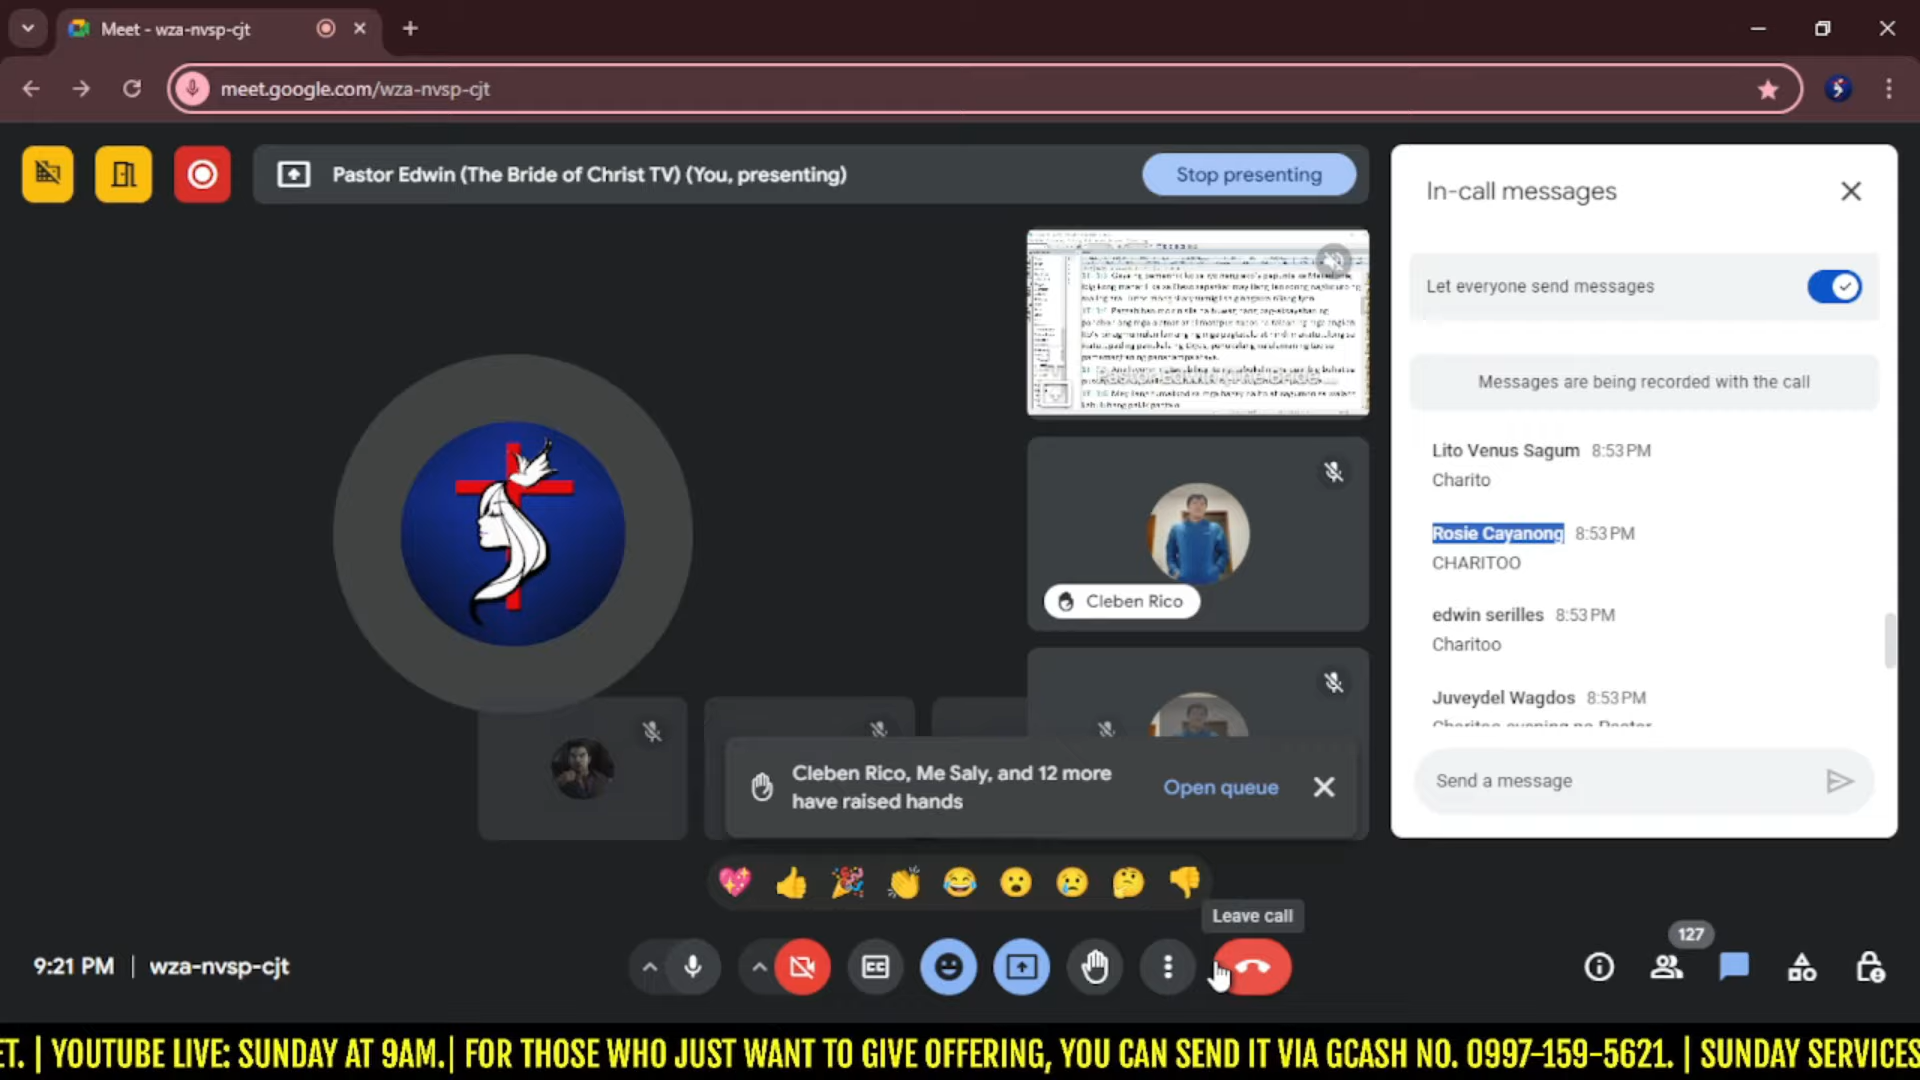 Meet - wza-nvsp-cjt
meet.google.com/wza-nvsp-cjt
Pastor Edwin (The Bride of Christ TV) (You, presenting)
Stop presenting
In-call messages
Let everyone send messages
Messages are being recorded with the call
Lito Venus Sagum 8:53 PM
Charito
Rosie Cayanong 8:53 PM
CHARITOO
edwin serilles 8:53 PM
Charitoo
Juveydel Wagdos 8:53 PM
Send a message
Cleben Rico
Cleben Rico, Me Saly, and 12 more
have raised hands
Open queue
Leave call
9:21 PM | wza-nvsp-cjt
CC
127
ET. | YOUTUBE LIVE: SUNDAY AT 9AM.| FOR THOSE WHO JUST WANT TO GIVE OFFERING, YOU CAN SEND IT VIA GCASH NO. 0997-159-5621. | SUNDAY SERVICES